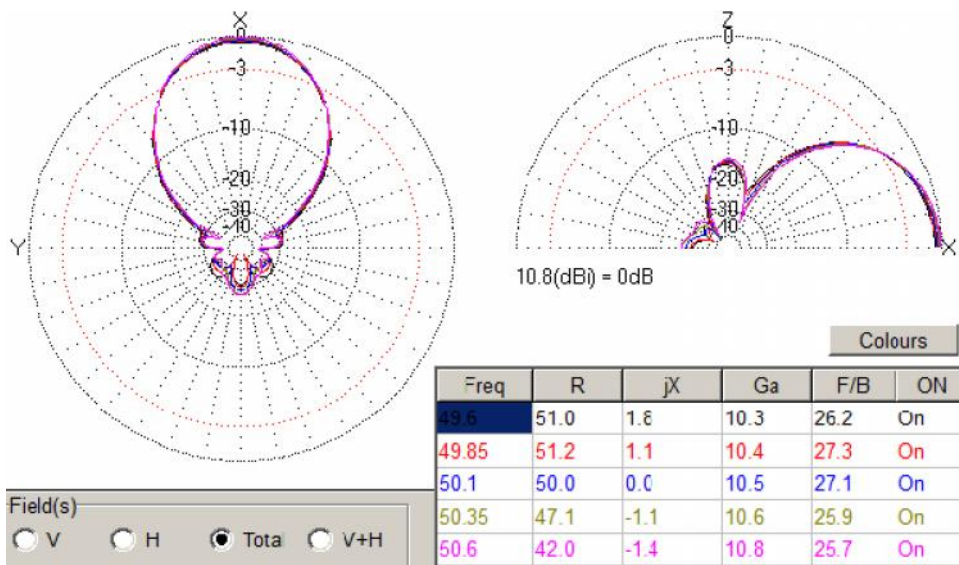 X
0
-3
-10
-20
-30
-40
Y
Z
0
-3
-10
-20
-30
-40
X
10.8(dBi) = 0dB
Colours
Freq R jX Ga F/B ON
49.6 51.0 1.8 10.3 26.2 On
49.85 51.2 1.1 10.4 27.3 On
50.1 50.0 0.0 10.5 27.1 On
50.35 47.1 -1.1 10.6 25.9 On
50.6 42.0 -1.4 10.8 25.7 On
Field(s)
V H Total V+H